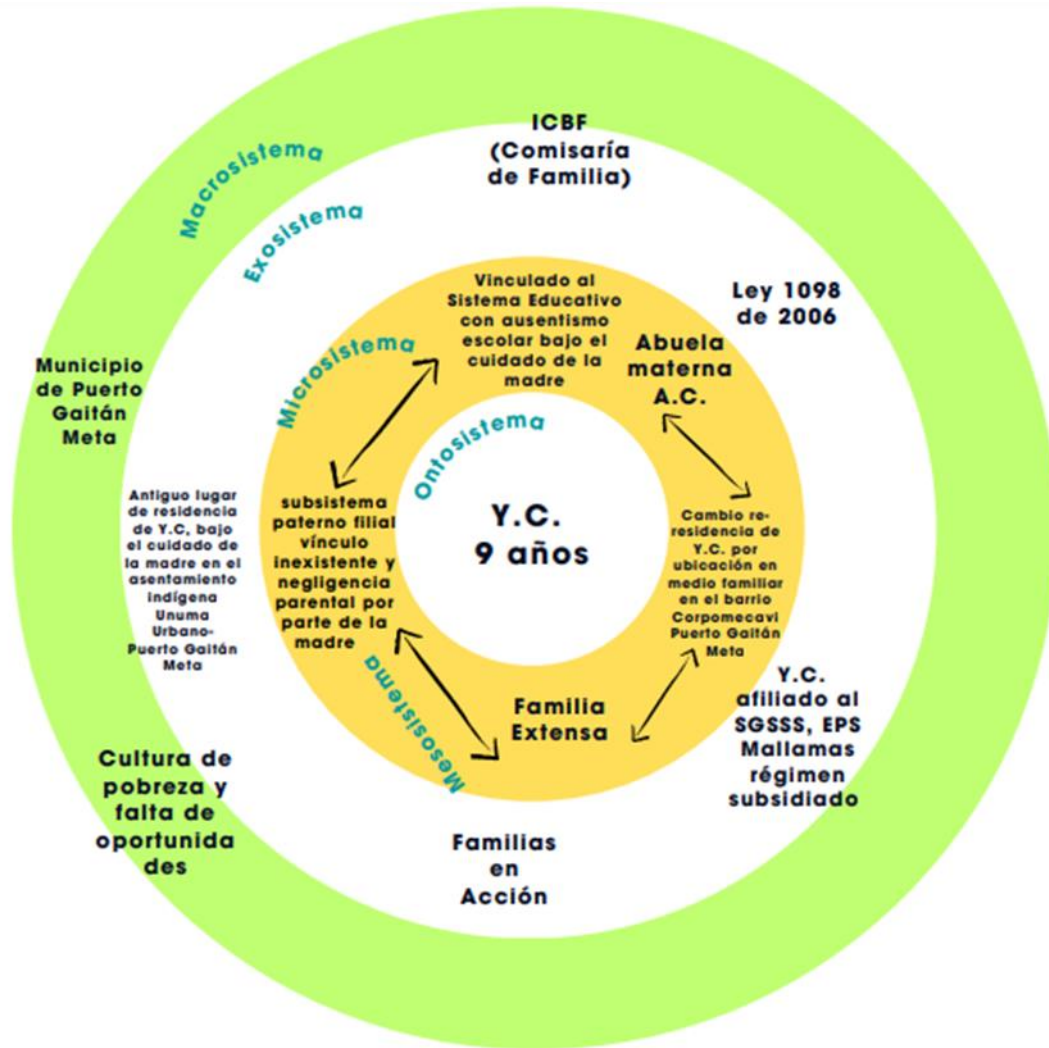 Macrosistema
Exosistema
ICBF
(Comisaría
de Familia)
Ley 1098
de 2006
Microsistema
Vinculado al
Sistema Educativo
con ausentismo
escolar bajo el
cuidado de la
madre
Abuela
materna
A.C.
Municipio
de Puerto
Gaitán
Meta
Ontosistema
Y.C.
9 años
Antiguo lugar
de residencia
de Y.C, bajo
el cuidado de
la madre en el
asentamiento
indígena
Unuma
Urbano-
Puerto Gaitán
Meta
subsistema
paterno filial
vínculo
inexistente y
negligencia
parental por
parte de la
madre
Cambio re-
residencia de
Y.C. por
ubicación en
medio familiar
en el barrio
Corpomecavi
Puerto Gaitán
Meta
Mesosistema
Familia
Extensa
Y.C.
afiliado al
SGSSS, EPS
Mallamas
régimen
subsidiado
Cultura de
pobreza y
falta de
oportunida
des
Familias
en
Acción